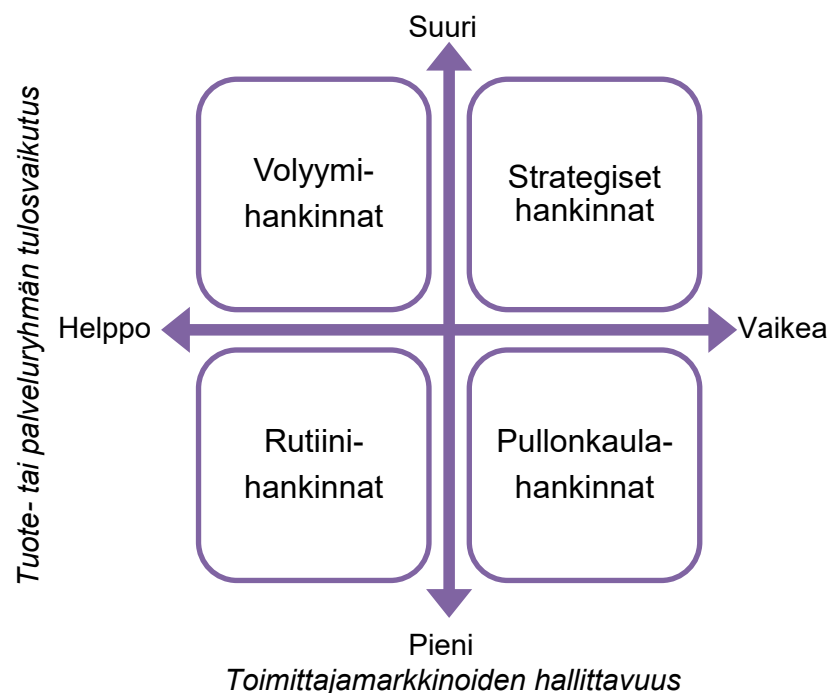 Suuri
Tuote- tai palveluryhmän tulosvaikutus
Volyymi-
hankinnat
Strategiset
hankinnat
Helppo
Vaikea
Rutiini-
hankinnat
Pullonkaula-
hankinnat
Pieni
Toimittajamarkkinoiden hallittavuus